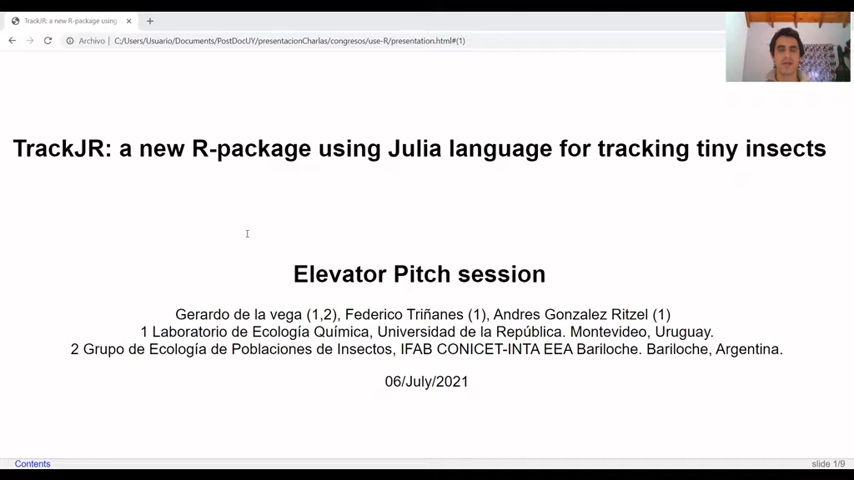 TrackJR: a new R-package using
Archivo
C:/Users/Usuario/Documents/PostDocUY/presentacionCharlas/congresos/use-R/presentation.html#(1)
TrackJR: a new R-package using Julia language for tracking tiny insects
Elevator Pitch session
Gerardo de la vega (1,2), Federico Triñanes (1), Andres Gonzalez Ritzel (1)
1 Laboratorio de Ecología Química, Universidad de la República. Montevideo, Uruguay.
2 Grupo de Ecología de Poblaciones de Insectos, IFAB CONICET-INTA EEA Bariloche. Bariloche, Argentina.
06/July/2021
Contents
slide 1/9